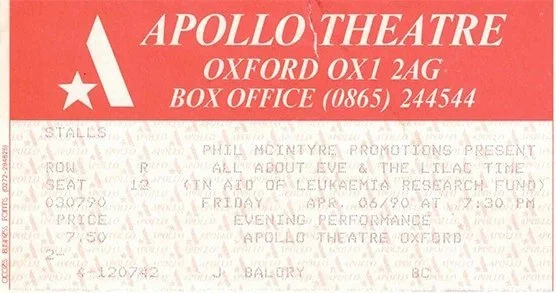 APOLLO THEATRE
OXFORD OX1 2AG
BOX OFFICE (0865) 244544
STALLS
PHIL MCINTYRE PROMOTIONS PRESENT
ROW R ALL ABOUT EVE & THE LILAC TIME
SEAT 12 (IN AID OF LEUKAEMIA RESEARCH FUND)
030790 FRIDAY APR. 06/90 AT 7:30 PM
PRICE EVENING PERFORMANCE
7.50 APOLLO THEATRE OXFORD
2-
4-120742 J BALORY BC